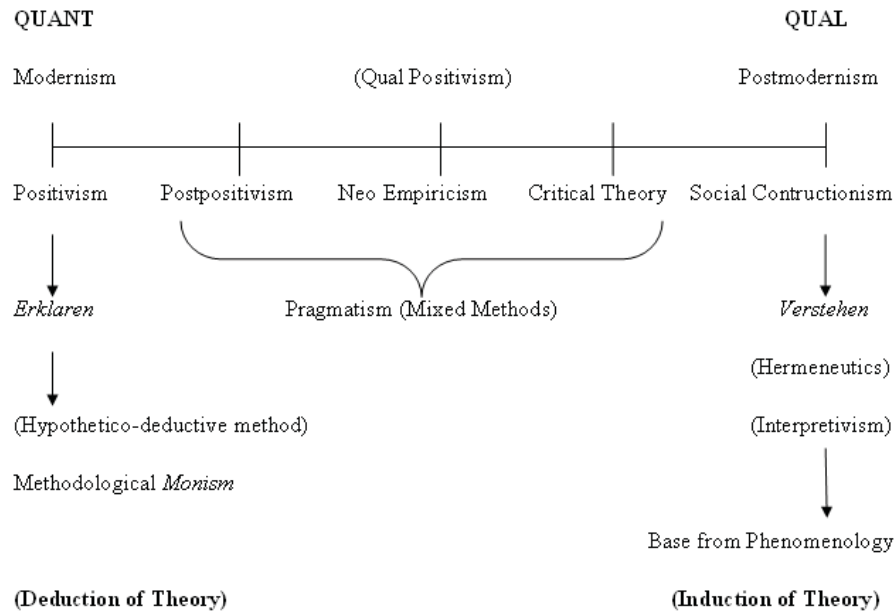 QUANT QUAL
Modernism (Qual Positivism) Postmodernism
Positivism Postpositivism Neo Empiricism Critical Theory Social Contructionism
Erklaren Pragmatism (Mixed Methods) Verstehen
(Hermeneutics)
(Hypothetico-deductive method) (Interpretivism)
Methodological Monism
Base from Phenomenology
(Deduction of Theory) (Induction of Theory)